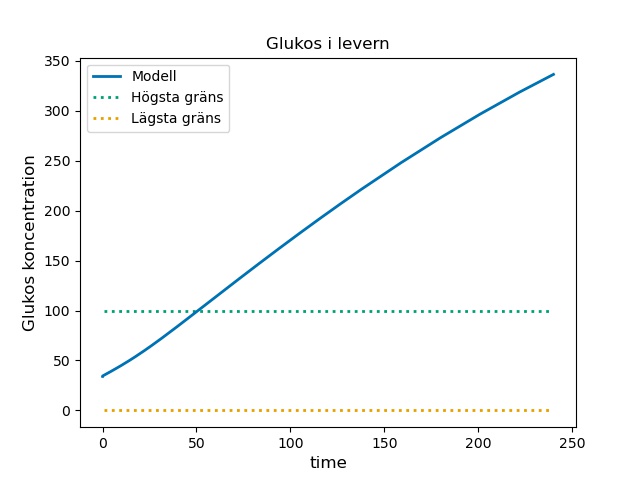 Glukos i levern
Modell
Högsta gräns
Lägsta gräns
Glukos koncentration
350
300
250
200
150
100
50
0
0
50
100
150
200
250
time